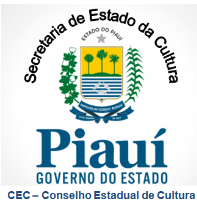 Secretaria de Estado da Cultura
ESTADO DO PIAUÍ
Piauí
GOVERNO DO ESTADO
CEC – Conselho Estadual de Cultura